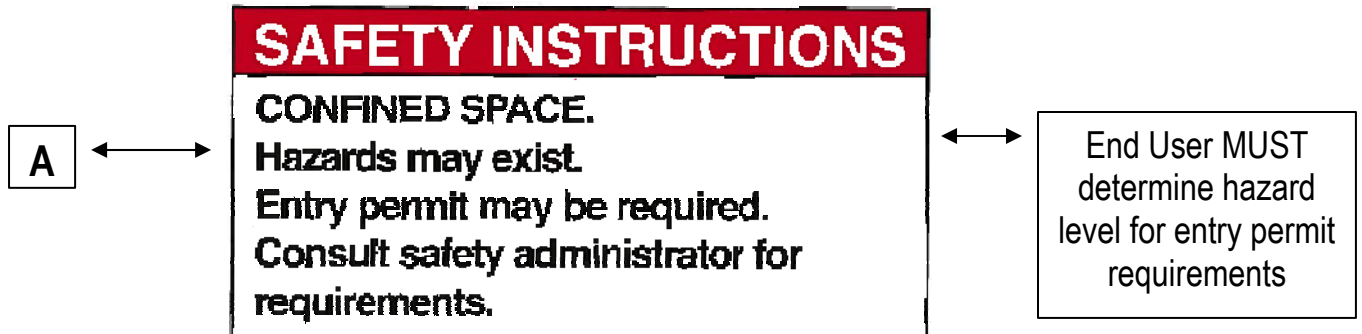 SAFETY INSTRUCTIONS
A
CONFINED SPACE.
Hazards may exist.
Entry permit may be required.
Consult safety administrator for
requirements.
End User MUST
determine hazard
level for entry permit
requirements